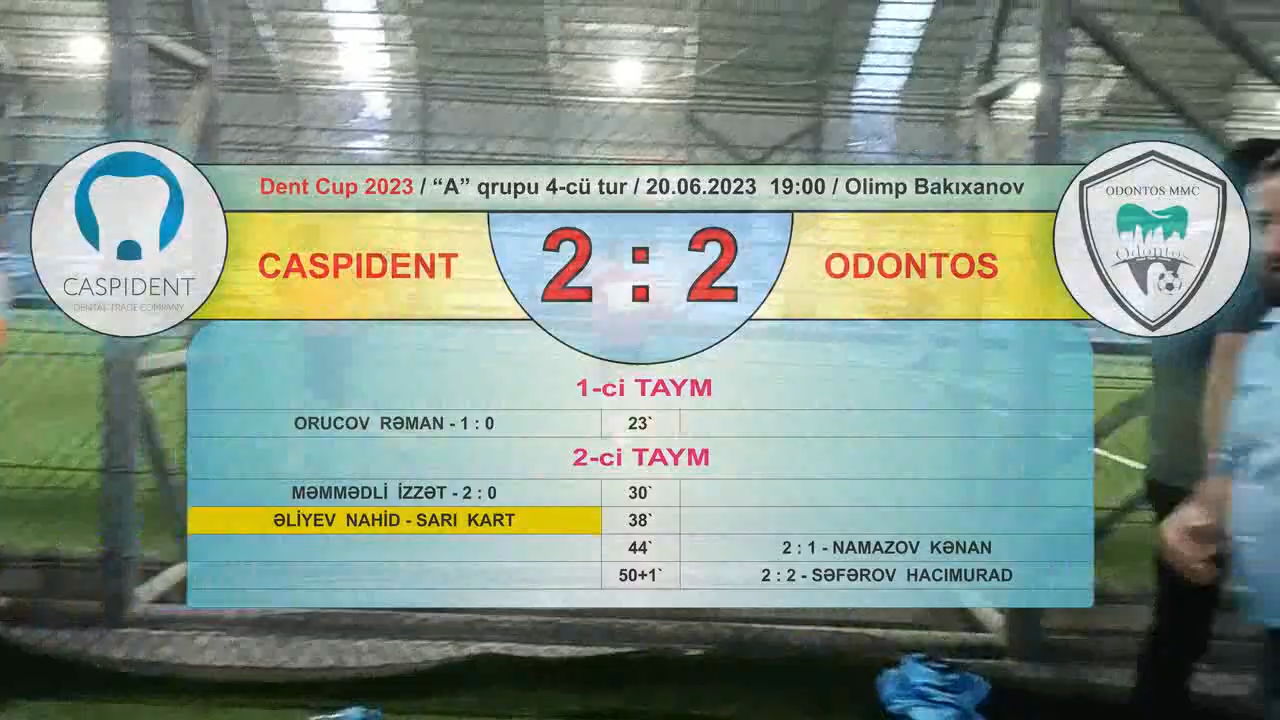 Dent Cup 2023 / “A” qrupu 4-cü tur / 20.06.2023 19:00 / Olimp Bakıxanov
CASPIDENT
DENTAL TRADE COMPANY
CASPIDENT
2 : 2
ODONTOS
ODONTOS MMC
Odontos
1-ci TAYM
ORUCOV RƏMAN - 1 : 0 23`
2-ci TAYM
MƏMMƏDLİ İZZƏT - 2 : 0 30`
ƏLİYEV NAHİD - SARI KART 38`
44` 2 : 1 - NAMAZOV KƏNAN
50+1` 2 : 2 - SƏFƏROV HACIMURAD